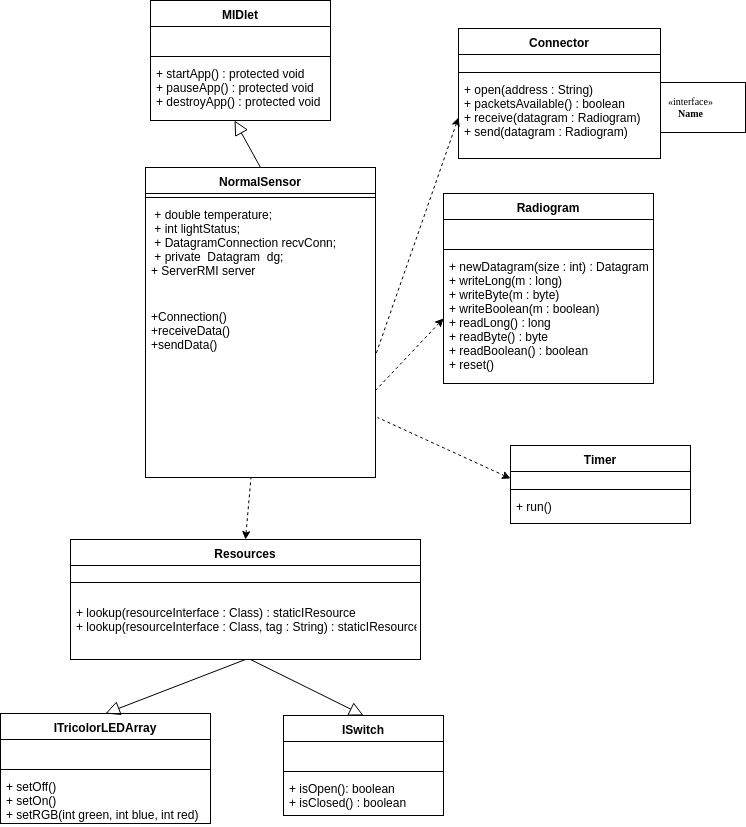 MIDlet
+ startApp() : protected void
+ pauseApp() : protected void
+ destroyApp() : protected void
Connector
+ open(address : String)
+ packetsAvailable() : boolean
+ receive(datagram : Radiogram)
+ send(datagram : Radiogram)
«interface»
Name
NormalSensor
+ double temperature;
+ int lightStatus;
+ DatagramConnection recvConn;
+ private  Datagram  dg;
+ ServerRMI server
+Connection()
+receiveData()
+sendData()
Radiogram
+ newDatagram(size : int) : Datagram
+ writeLong(m : long)
+ writeByte(m : byte)
+ writeBoolean(m : boolean)
+ readLong() : long
+ readByte() : byte
+ readBoolean() : boolean
+ reset()
Timer
+ run()
Resources
+ lookup(resourceInterface : Class) : staticIResource
+ lookup(resourceInterface : Class, tag : String) : staticIResource
ITricolorLEDArray
+ setOff()
+ setOn()
+ setRGB(int green, int blue, int red)
ISwitch
+ isOpen(): boolean
+ isClosed() : boolean